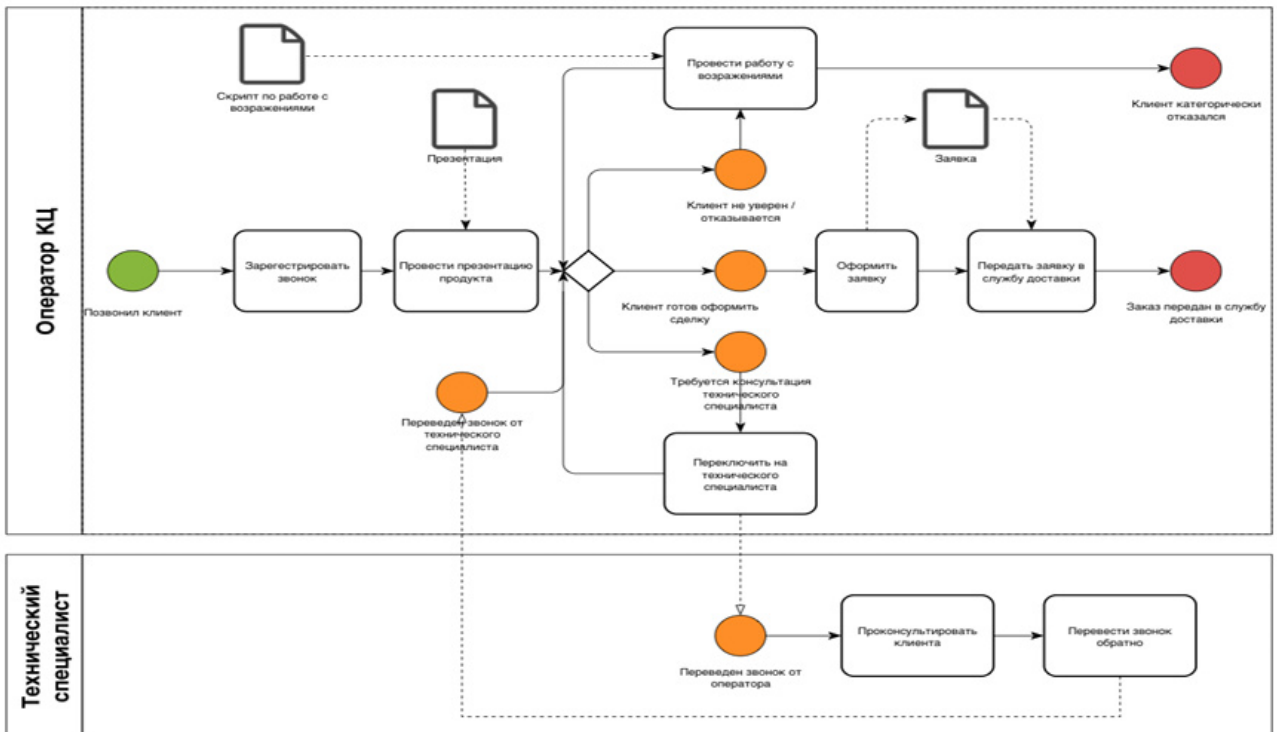 Оператор КЦ
Скрипт по работе с
возражениями
Презентация
Провести работу с
возражениями
Клиент категорически
отказался
Заявка
Клиент не уверен /
отказывается
Позвонил клиент
Зарегестрировать
звонок
Провести презентацию
продукта
Клиент готов оформить
сделку
Оформить
заявку
Передать заявку в
службу доставки
Заказ передан в службу
доставки
Требуется консультация
технического
специалиста
Переведен звонок от
технического
специалиста
Переключить на
технического
специалиста
Технический
специалист
Переведен звонок от
оператора
Проконсультировать
клиента
Перевести звонок
обратно